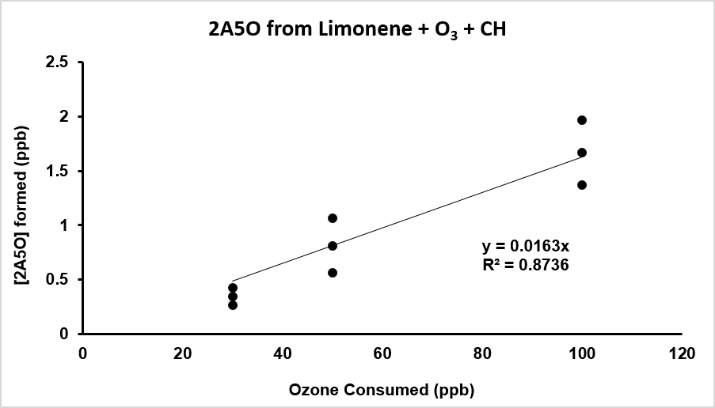 2A5O from Limonene + O₃ + CH
2.5
2
1.5
1
0.5
0
[2A5O] formed (ppb)
y = 0.0163x
R² = 0.8736
0 20 40 60 80 100 120
Ozone Consumed (ppb)